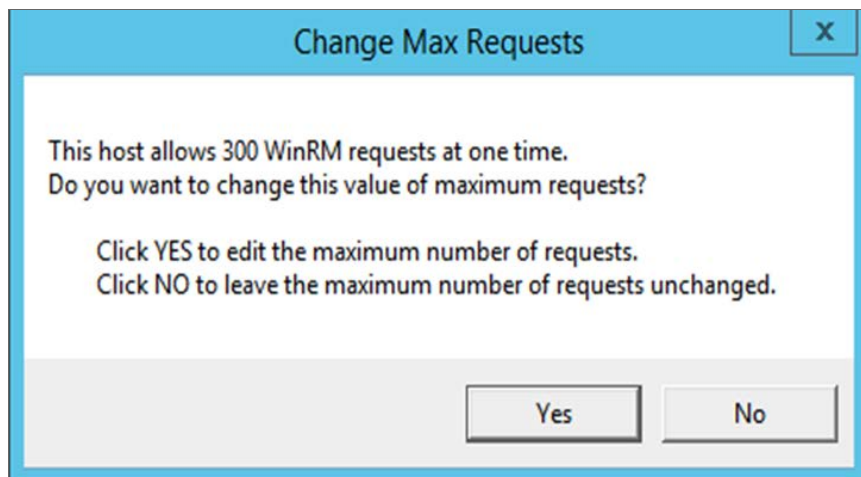 Change Max Requests
x
This host allows 300 WinRM requests at one time.
Do you want to change this value of maximum requests?
Click YES to edit the maximum number of requests.
Click NO to leave the maximum number of requests unchanged.
Yes No